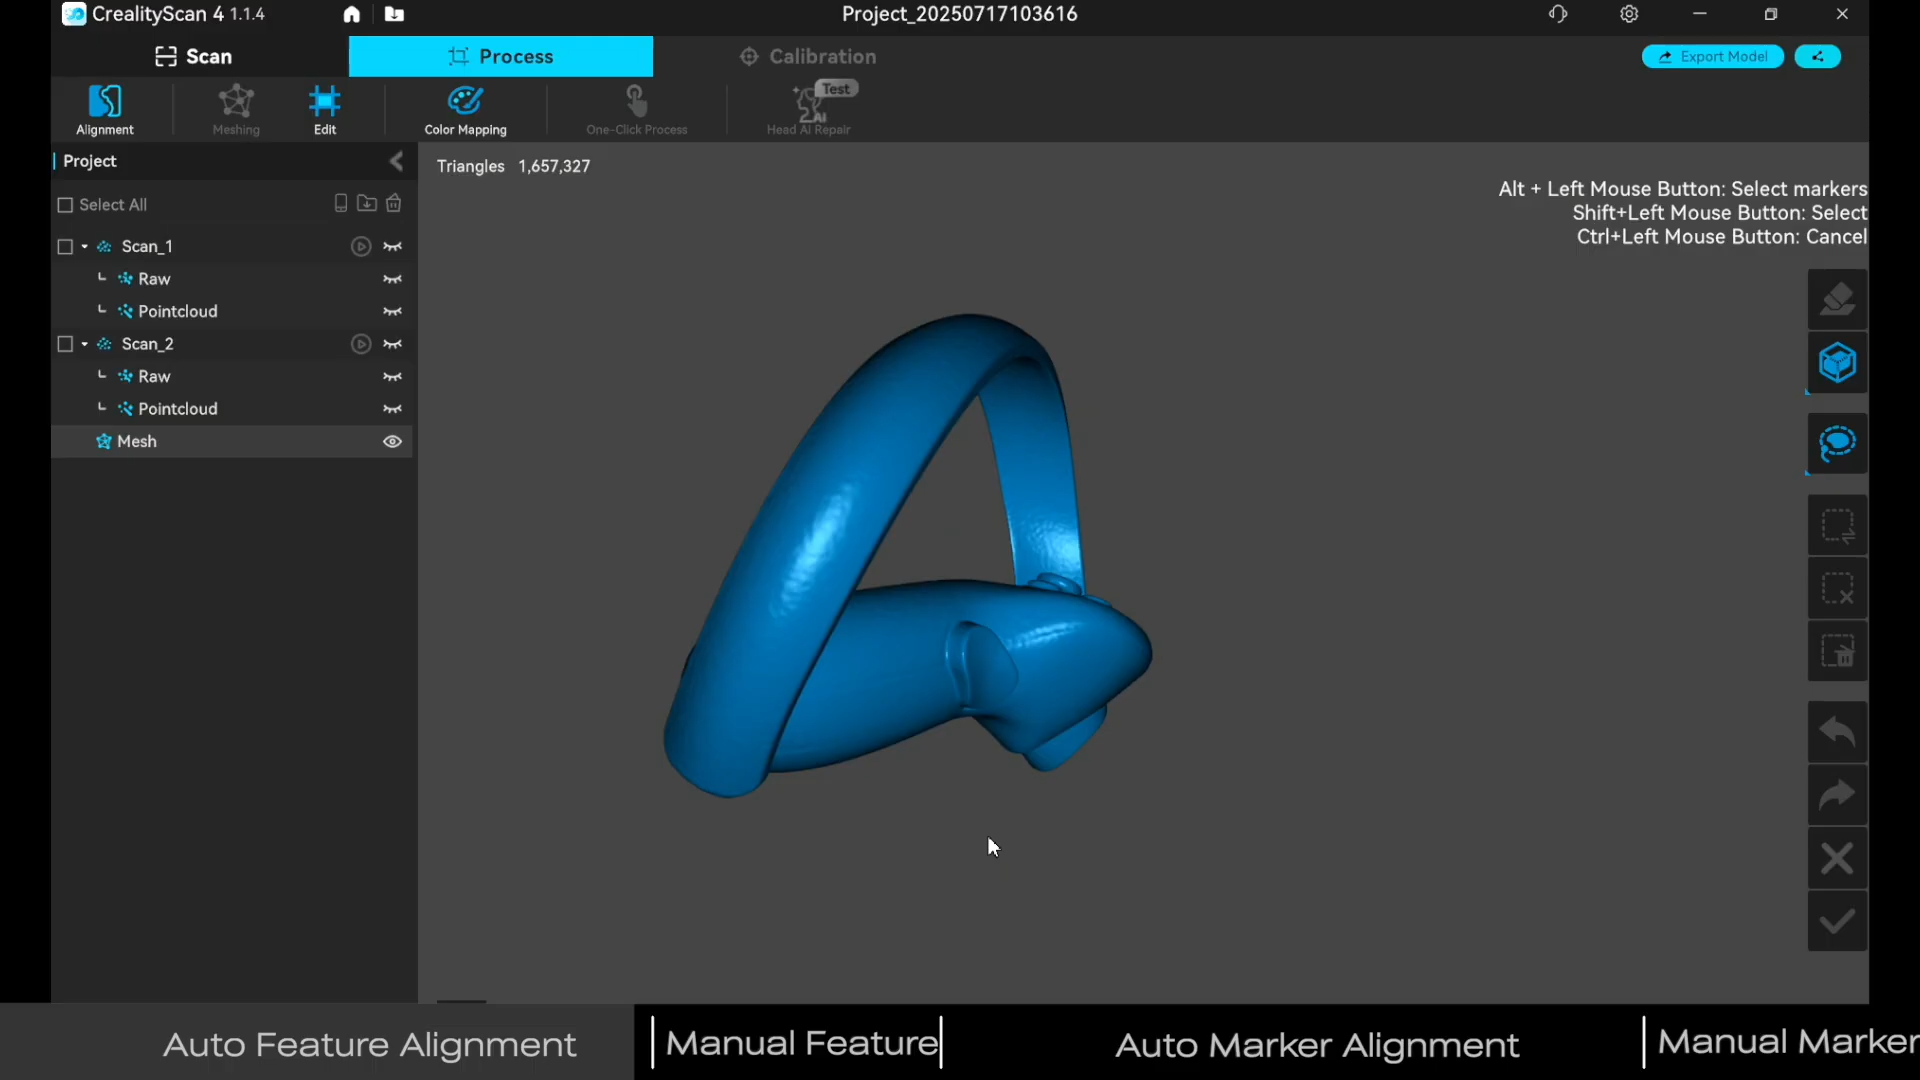 CrealityScan 4 1.1.4
Project_20250717103616
Scan
Process
Calibration
Export Model
Alignment
Meshing
Edit
Color Mapping
One-Click Process
Test
AI
Head AI Repair
Project
Triangles 1,657,327
Alt + Left Mouse Button: Select markers
Shift+Left Mouse Button: Select
Ctrl+Left Mouse Button: Cancel
Select All
Scan_1
Raw
Pointcloud
Scan_2
Raw
Pointcloud
Mesh
Auto Feature Alignment
Manual Feature
Auto Marker Alignment
Manual Marker